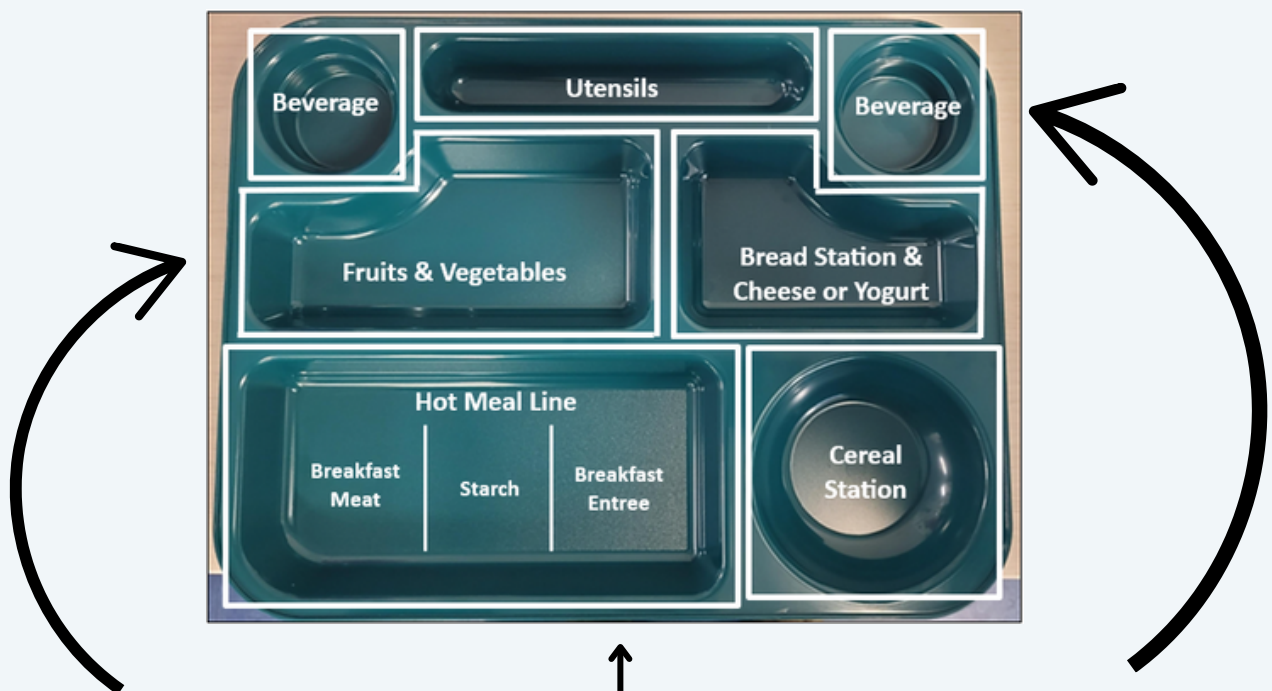 Beverage
Utensils
Beverage
Fruits & Vegetables
Bread Station &
Cheese or Yogurt
Hot Meal Line
Breakfast
Meat
Starch
Breakfast
Entree
Cereal
Station